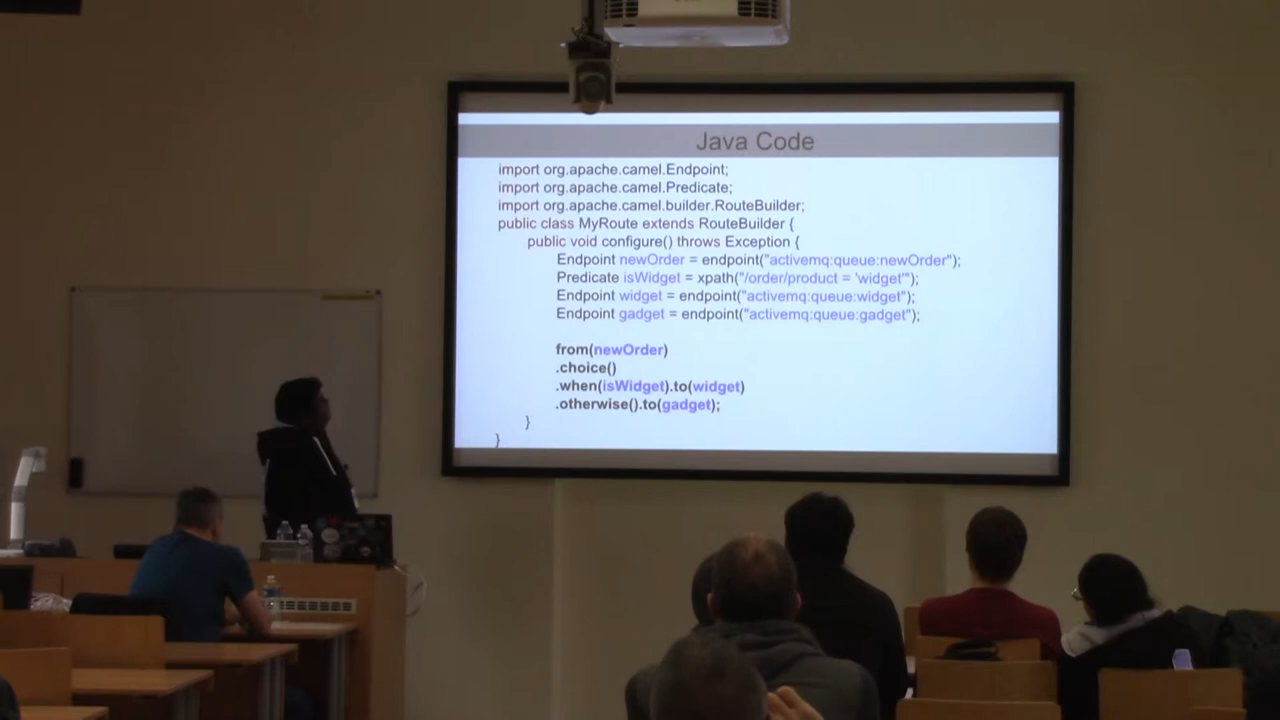 Java Code
import org.apache.camel.Endpoint;
import org.apache.camel.Predicate;
import org.apache.camel.builder.RouteBuilder;
public class MyRoute extends RouteBuilder {
public void configure() throws Exception {
Endpoint newOrder = endpoint("activemq:queue:newOrder");
Predicate isWidget = xpath("/order/product = 'widget'");
Endpoint widget = endpoint("activemq:queue:widget");
Endpoint gadget = endpoint("activemq:queue:gadget");
from(newOrder)
.choice()
.when(isWidget).to(widget)
.otherwise().to(gadget);
}
}